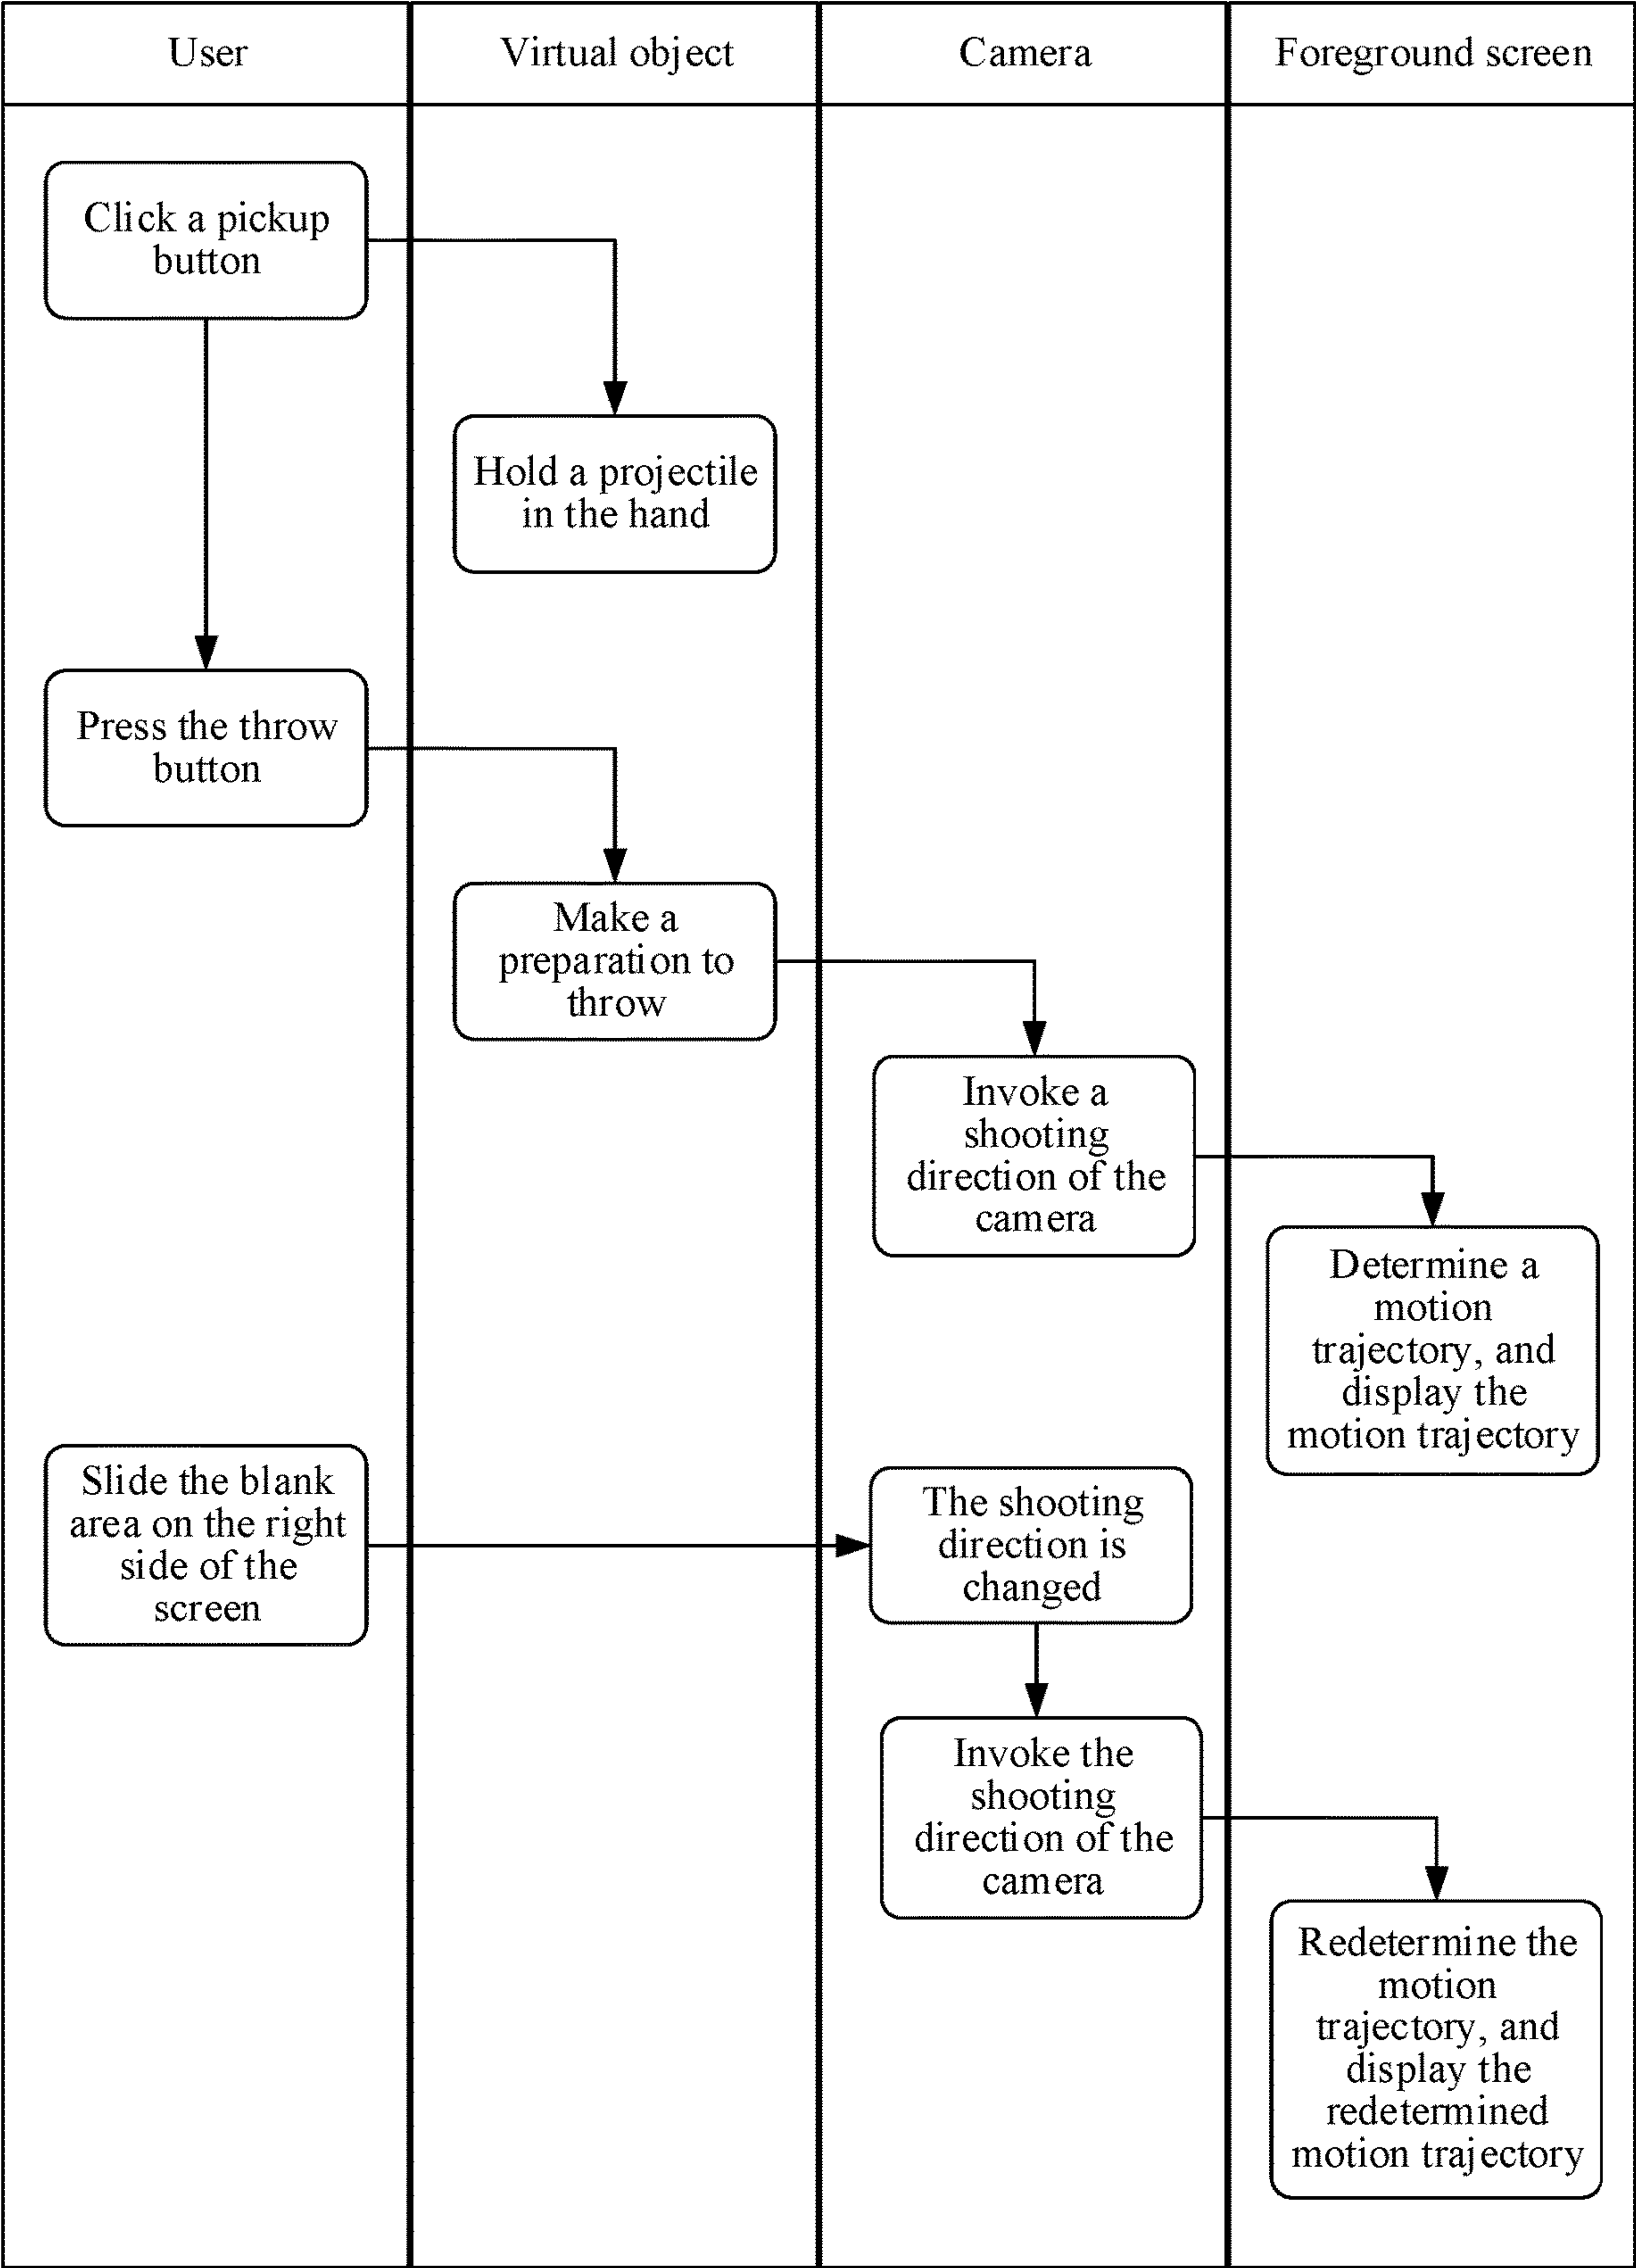 User
Virtual object
Camera
Foreground screen
Click a pickup
button
Hold a projectile
in the hand
Press the throw
button
Make a
preparation to
throw
Invoke a
shooting
direction of the
camera
Determine a
motion
trajectory, and
display the
motion trajectory
Slide the blank
area on the right
side of the
screen
The shooting
direction is
changed
Invoke the
shooting
direction of the
camera
Redetermine the
motion
trajectory, and
display the
redetermined
motion trajectory